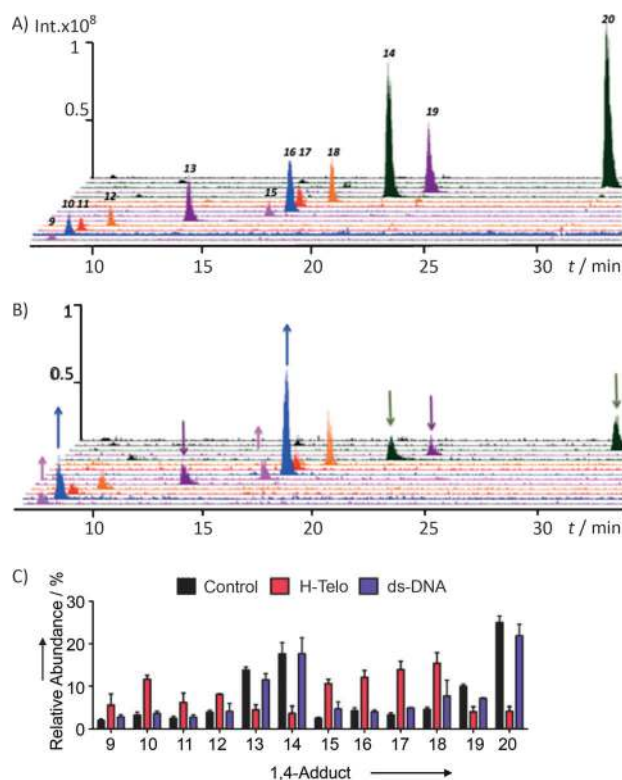 A) Int.x10⁸
1
0.5
9 10 11 12 13 15 16 17 18 14 19 20
10 15 20 25 30 t / min
B)
1
0.5
10 15 20 25 30 t / min
C)
Control H-Telo ds-DNA
Relative Abundance / %
30
20
10
0
9 10 11 12 13 14 15 16 17 18 19 20
1,4-Adduct